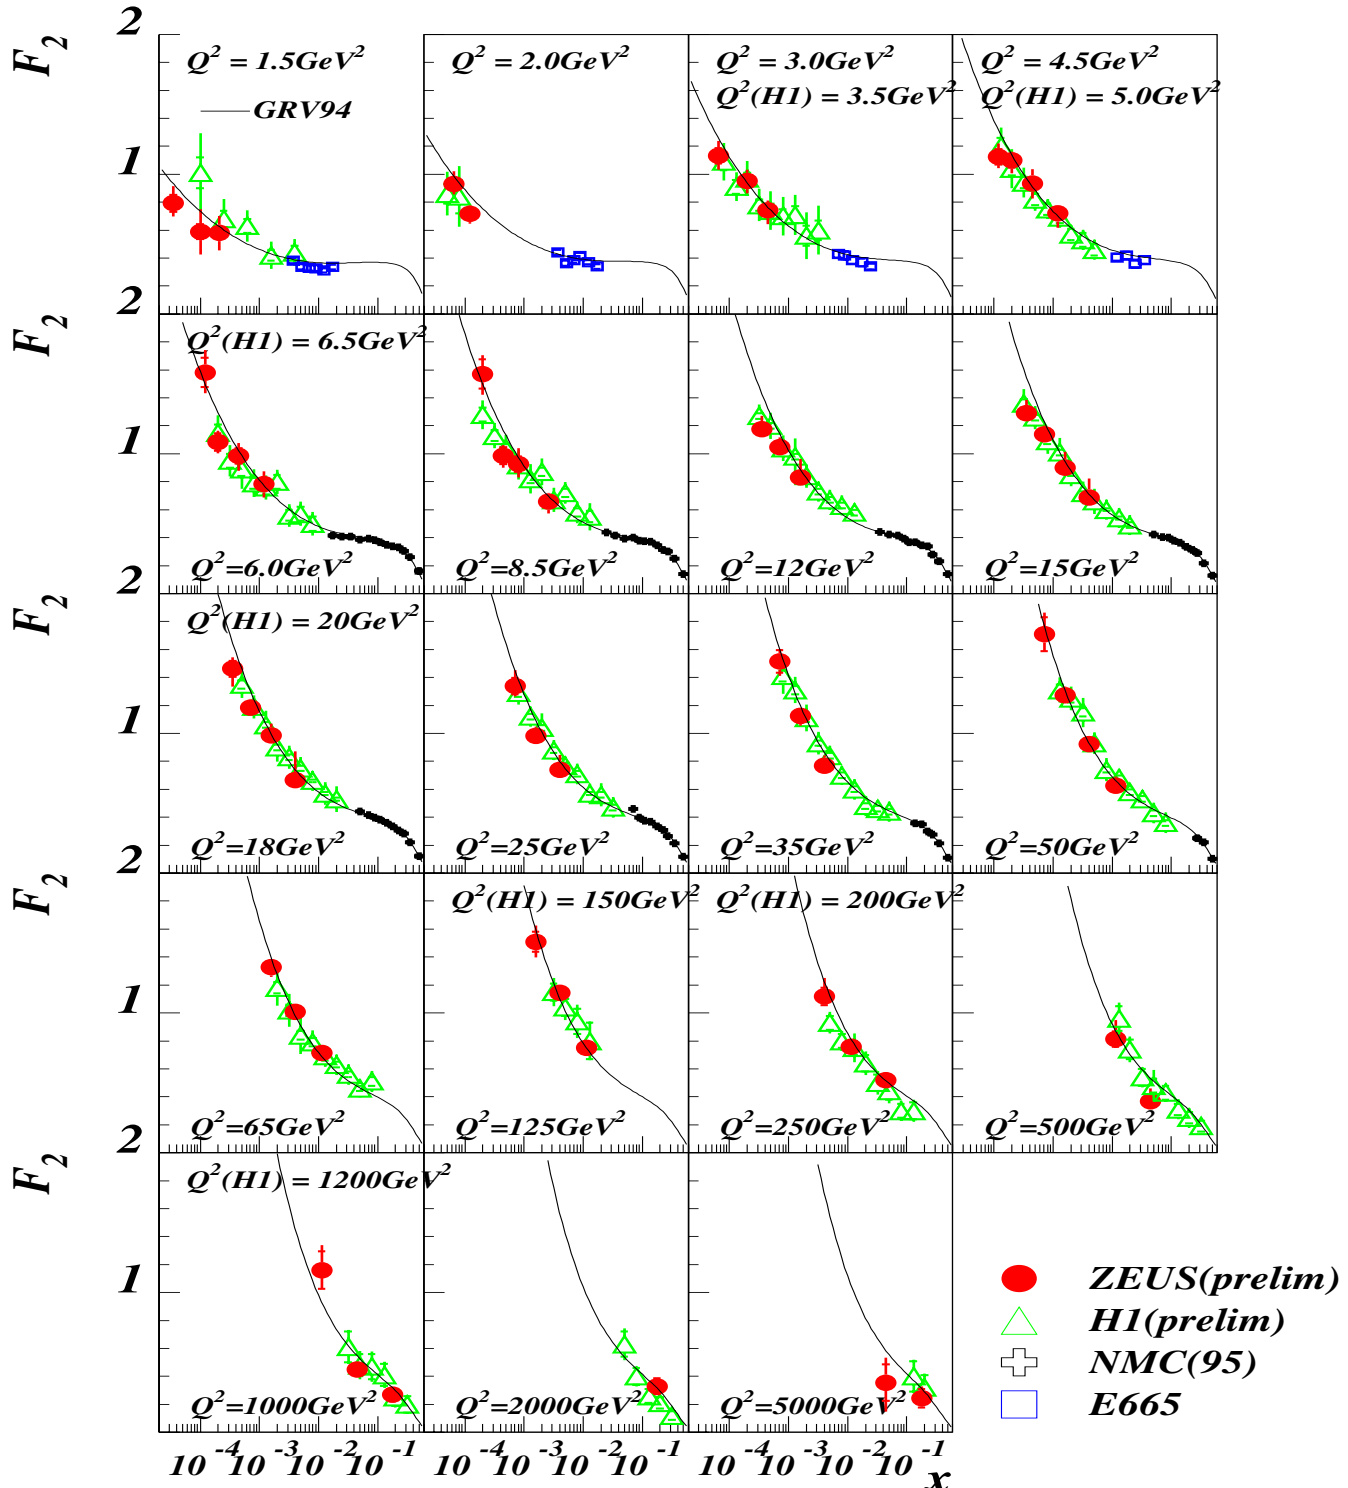 2
F2
Q2 = 1.5GeV2
Q2 = 2.0GeV2
Q2 = 3.0GeV2
Q2 = 4.5GeV2
Q2(H1) = 3.5GeV2
Q2(H1) = 5.0GeV2
GRV94
1
2
F2
Q2(H1) = 6.5GeV2
1
Q2=6.0GeV2
Q2=8.5GeV2
Q2=12GeV2
Q2=15GeV2
2
F2
Q2(H1) = 20GeV2
1
Q2=18GeV2
Q2=25GeV2
Q2=35GeV2
Q2=50GeV2
2
F2
Q2(H1) = 150GeV2
Q2(H1) = 200GeV2
1
Q2=65GeV2
Q2=125GeV2
Q2=250GeV2
Q2=500GeV2
2
F2
Q2(H1) = 1200GeV2
1
Q2=1000GeV2
Q2=2000GeV2
Q2=5000GeV2
ZEUS(prelim)
H1(prelim)
NMC(95)
E665
10-4 10-3 10-2 10-1
10-4 10-3 10-2 10-1
10-4 10-3 10-2 10-1
x